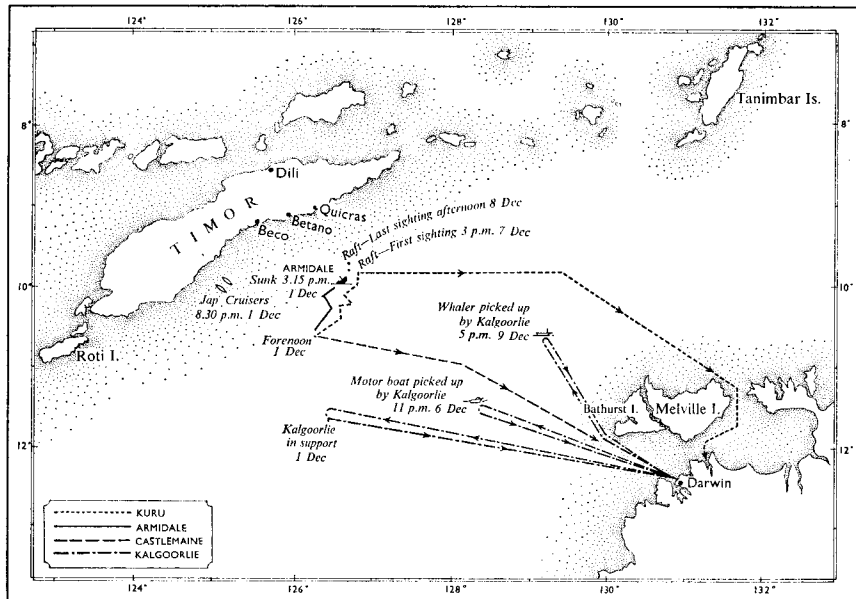 124°
126°
128°
130°
132°
8°
8°
Tanimbar Is.
Dili
TIMOR
Quicras
Betano
Beco
Raft—Last sighting afternoon 8 Dec
Raft—First sighting 3 p.m. 7 Dec
ARMIDALE
Sunk 3.15 p.m.
1 Dec
10°
10°
Jap Cruisers
8.30 p.m. 1 Dec
Roti I.
Forenoon
1 Dec
Whaler picked up
by Kalgoorlie
5 p.m. 9 Dec
Motor boat picked up
by Kalgoorlie
11 p.m. 6 Dec
Bathurst I.
Melville I.
Kalgoorlie
in support
1 Dec
12°
12°
Darwin
KURU
ARMIDALE
CASTLEMAINE
KALGOORLIE
124°
126°
128°
130°
132°